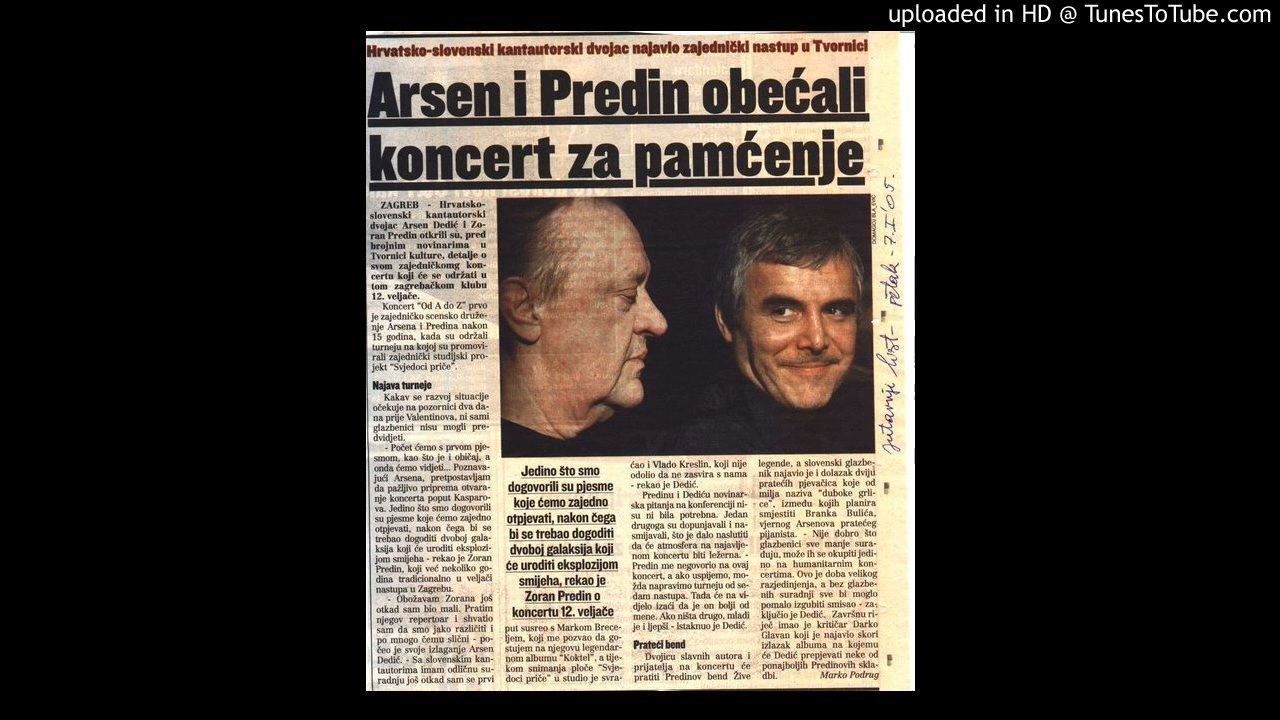 uploaded in HD @ TunesToTube.com
Hrvatsko-slovenski kantautorski dvojac najavio zajednički nastup u Tvornici
Arsen i Predin obećali
koncert za pamćenje
ZAGREB - Hrvatsko-
slovenski kantautorski
dvojac Arsen Dedić i Zo-
ran Predin otkrili su, pred
brojnim novinarima u
Tvornici kulture, detalje o
svom zajedničkomg kon-
certu koji će se održati u
tom zagrebačkom klubu
12. veljače.
Koncert "Od A do Z" prvo
je zajedničko scensko druže-
nje Arsena i Predina nakon
15 godina, kada su održali
turneju na kojoj su promovi-
rali zajednički studijski pro-
jekt "Svjedoci priče".
Najava turneje
Kakav se razvoj situacije
očekuje na pozornici dva da-
na prije Valentinova, ni sami
glazbenici nisu mogli pre-
dvidjeti.
- Počet ćemo s prvom pje-
smom, kao što je i običaj, a
onda ćemo vidjeti... Poznava-
jući Arsena, pretpostavljam
da pažljivo priprema otvara-
nje koncerta poput Kasparo-
va. Jedino što smo dogovorili
su pjesme koje ćemo zajedno
otpjevati, nakon čega bi se
trebao dogoditi dvoboj gala-
ksija koji će uroditi eksplozi-
jom smijeha - rekao je Zoran
Predin, koji već nekoliko go-
dina tradicionalno u veljači
nastupa u Zagrebu.
- Obožavam Zorana još
otkad sam bio mali. Pratim
njegov repertoar i shvatio
sam da smo jako različiti i
po mnogo čemu slični - po-
čeo je svoje izlaganje Arsen
Dedić. - Sa slovenskim kan-
tautorima imam odličnu su-
radnju još otkad sam se prvi
Jedino što smo
dogovorili su pjesme
koje ćemo zajedno
otpjevati, nakon čega
bi se trebao dogoditi
dvoboj galaksija koji
će uroditi eksplozijom
smijeha, rekao je
Zoran Predin o
koncertu 12. veljače
put susreo s Markom Brece-
ljem, koji me pozvao da go-
stujem na njegovu legendar-
nom albumu "Koktel", a tije-
kom snimanja ploče "Svje-
doci priče" u studio je svra-
ćao i Vlado Kreslin, koji nije
odolio da ne zasvira s nama
- rekao je Dedić.
Predinu i Dediću novinar-
ska pitanja na konferenciji ni-
su ni bila potrebna. Jedan
drugoga su dopunjavali i na-
smijavali, što je dalo naslutiti
da će atmosfera na najavlje-
nom koncertu biti ležerna. -
Predin me negovorio na ovaj
koncert, a ako uspijemo, mo-
žda napravimo turneju od se-
dam nastupa. Tada će na vi-
djelo izaći da je on bolji od
mene. Ako ništa drugo, mlađi
je i ljepši - istaknuo je Dedić.
Prateći bend
Dvojicu slavnih autora i
prijatelja na koncertu će
pratiti Predinov bend Žive
legende, a slovenski glazbe-
nik najavio je i dolazak dviju
pratećih pjevačica koje od
milja naziva "duboke grli-
ce", između kojih planira
smjestiti Branka Bulića,
vjernog Arsenova pratećeg
pijanista. - Nije dobro što
glazbenici sve manje sura-
đuju, može ih se okupiti jedi-
no na humanitarnim kon-
certima. Ovo je doba velikog
razjedinjenja, a bez glazbe-
nih suradnji sve bi moglo
pomalo izgubiti smisao - za-
ključio je Dedić. Završnu ri-
ječ imao je kritičar Darko
Glavan koji je najavio skori
izlazak albuma na kojemu
će Dedić prepjevati neke od
ponajboljih Predinovih skla-
dbi.
Marko Podrug
Jutarnji list - petak - 7. I '05.